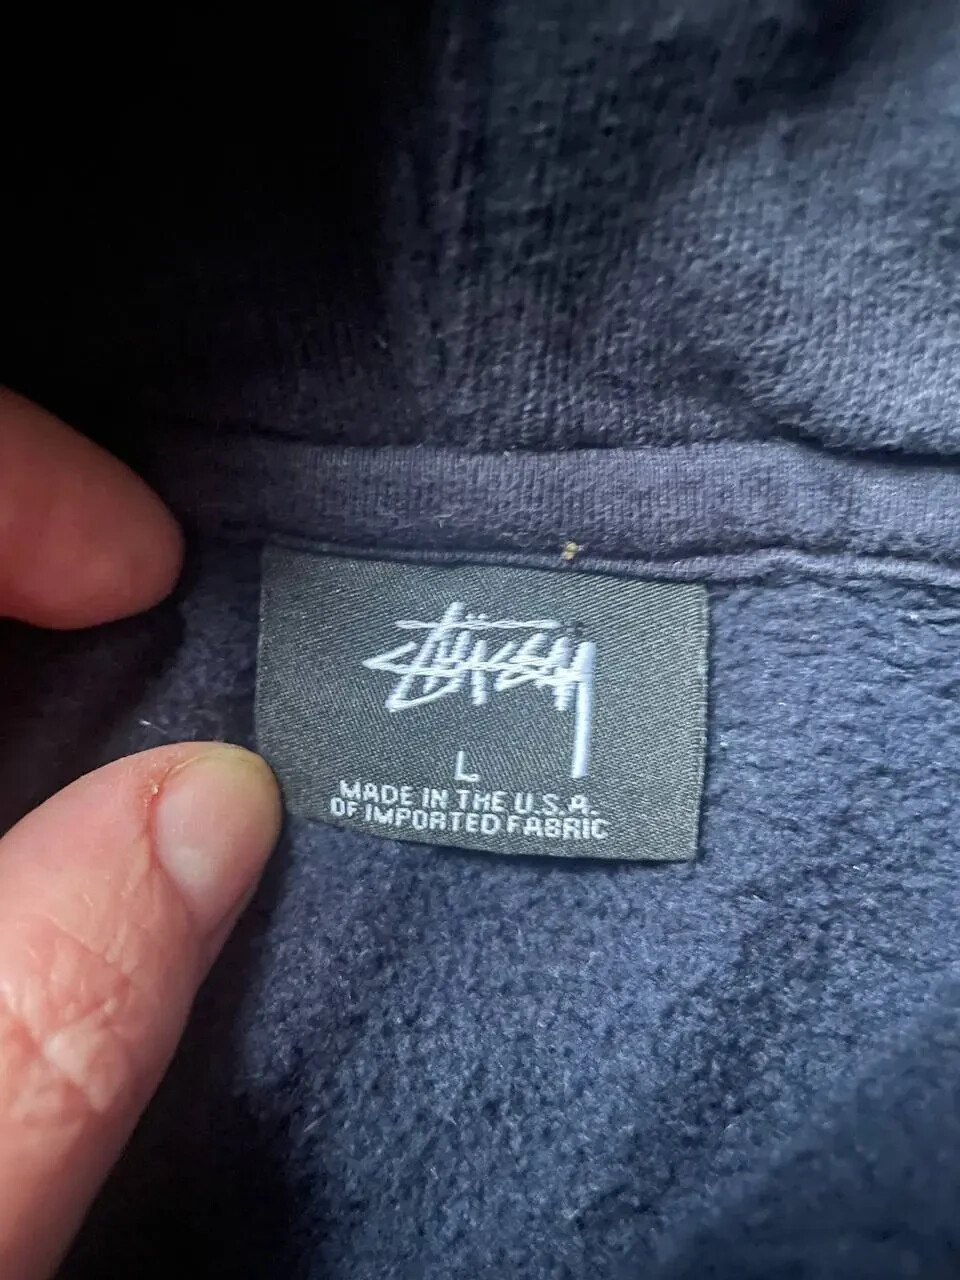 Stüssy
L
MADE IN THE U.S.A.
OF IMPORTED FABRIC